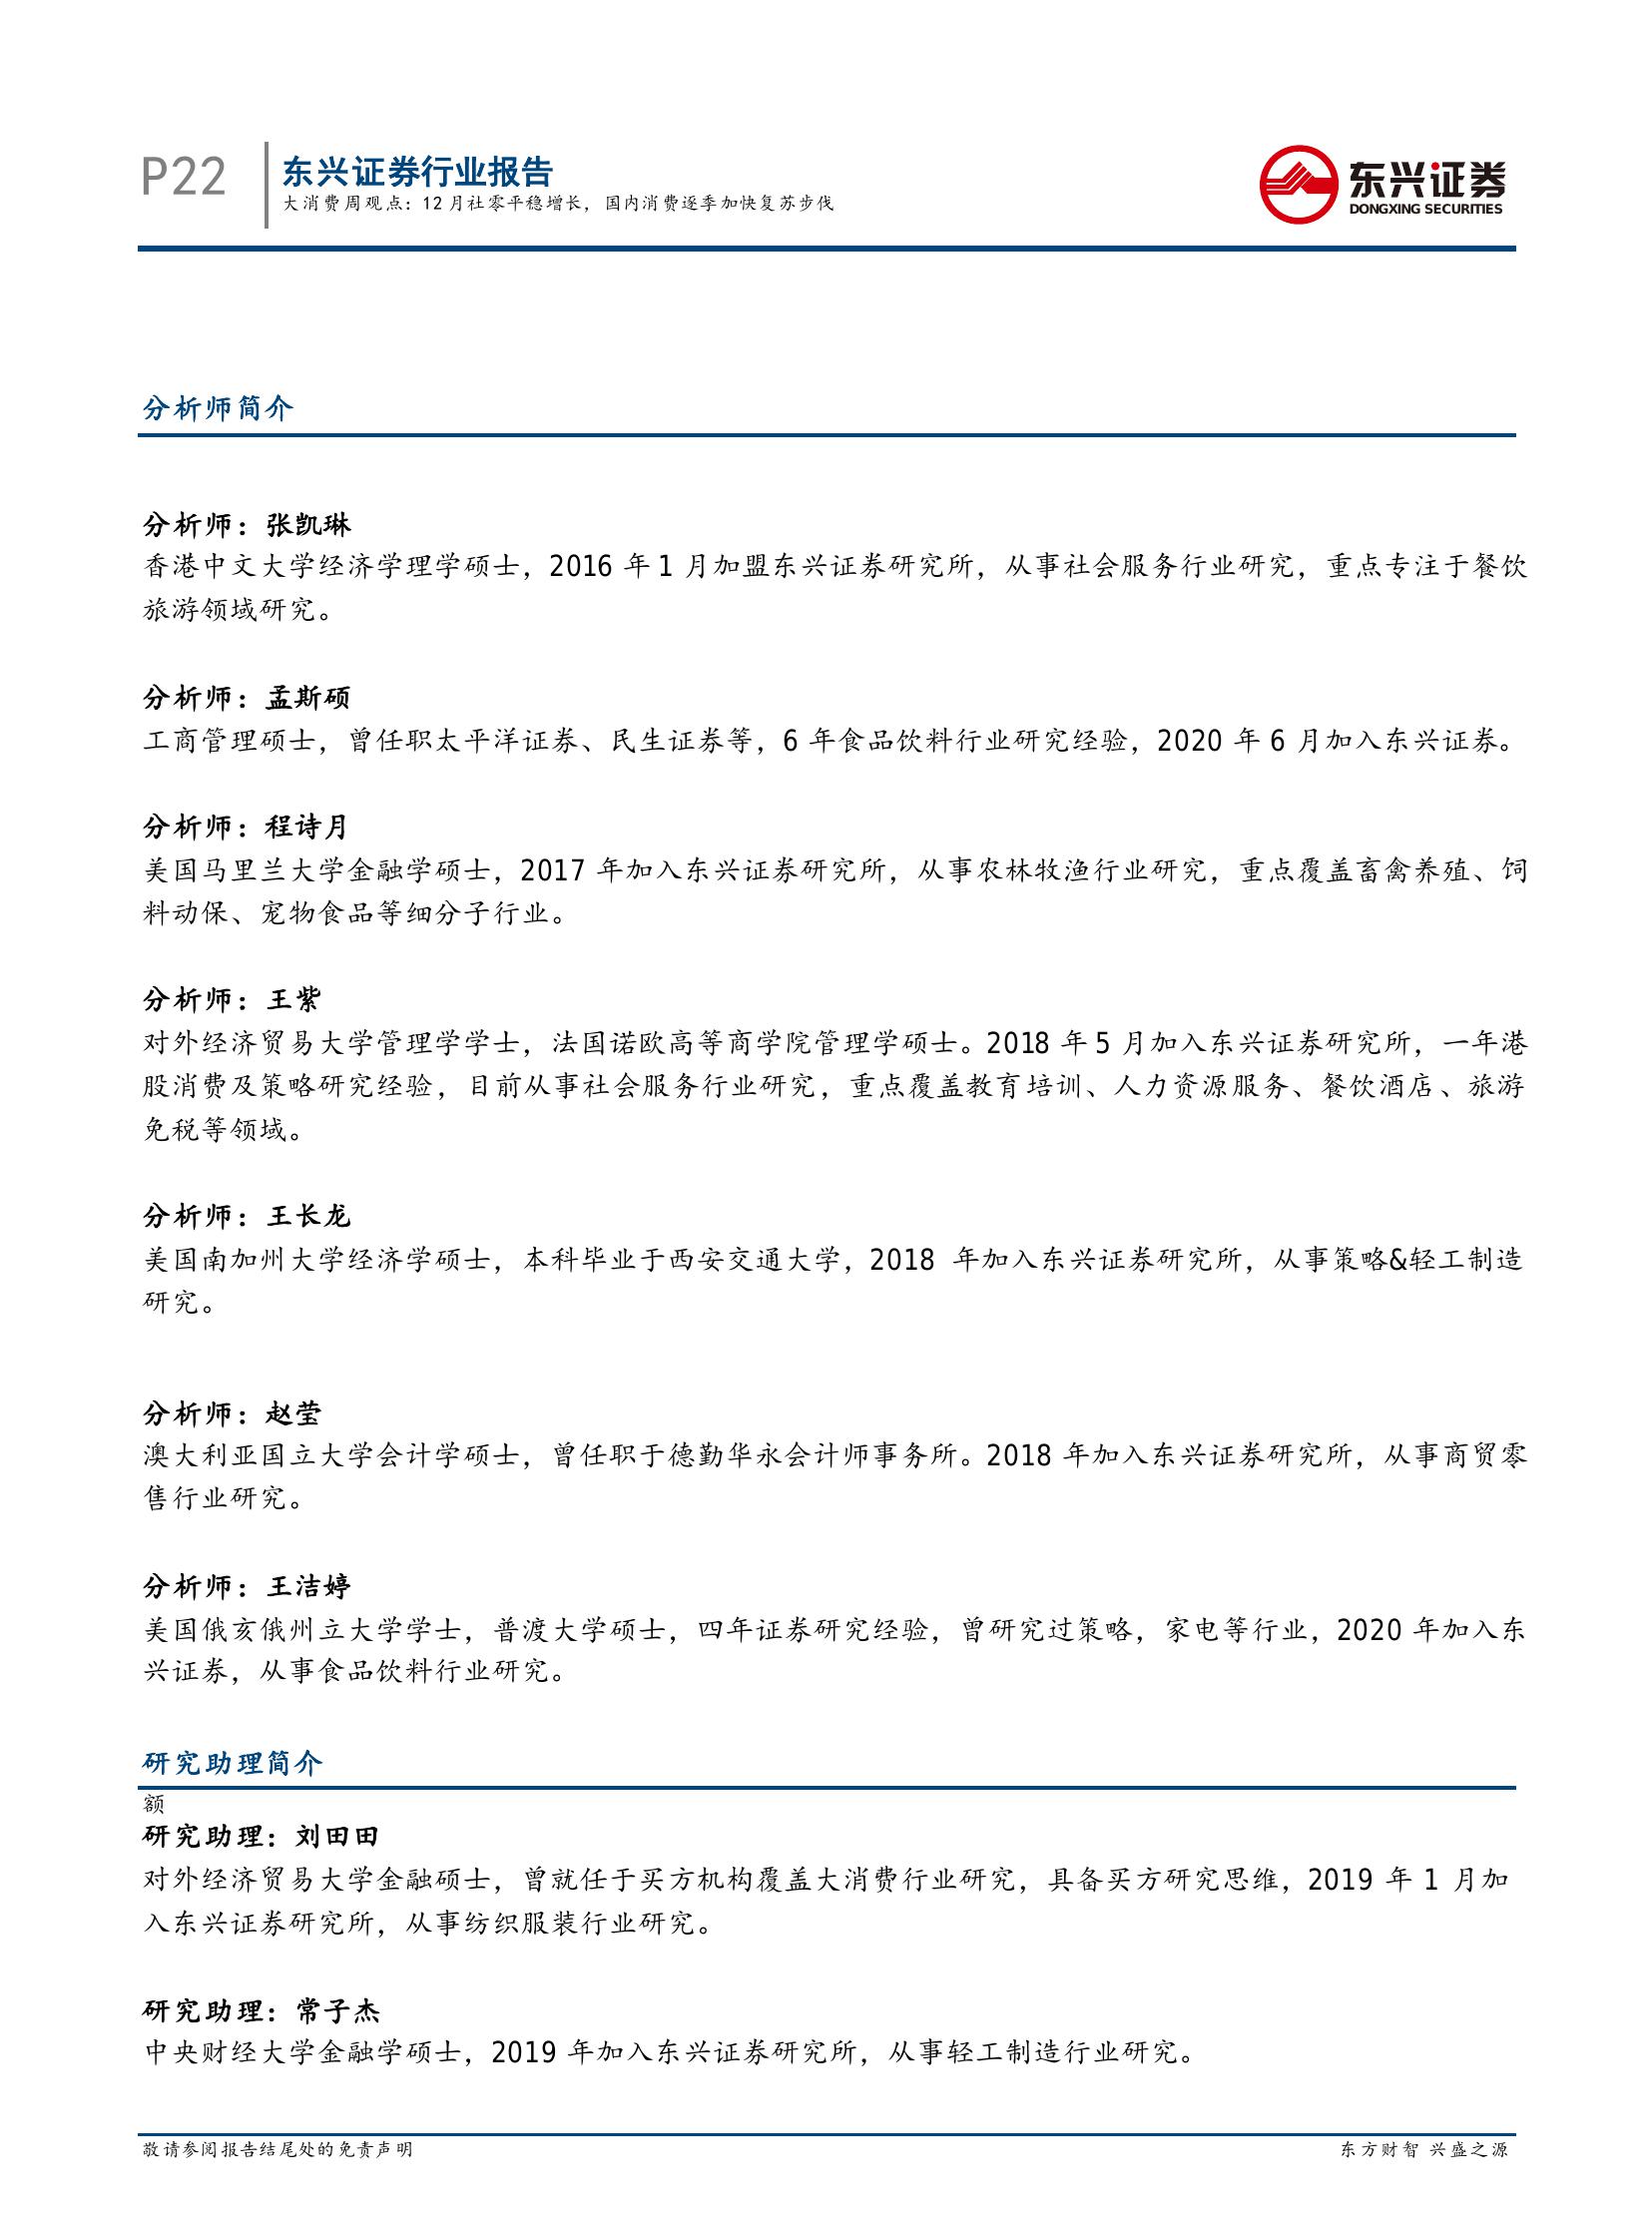 P22
东兴证券行业报告
大消费周观点：12月社零平稳增长，国内消费逐季加快复苏步伐
东兴证券
DONGXING SECURITIES
分析师简介
分析师：张凯琳
香港中文大学经济学理学硕士，2016 年 1 月加盟东兴证券研究所，从事社会服务行业研究，重点专注于餐饮
旅游领域研究。
分析师：孟斯硕
工商管理硕士，曾任职太平洋证券、民生证券等，6 年食品饮料行业研究经验，2020 年 6 月加入东兴证券。
分析师：程诗月
美国马里兰大学金融学硕士，2017 年加入东兴证券研究所，从事农林牧渔行业研究，重点覆盖畜禽养殖、饲
料动保、宠物食品等细分子行业。
分析师：王紫
对外经济贸易大学管理学学士，法国诺欧高等商学院管理学硕士。2018 年 5 月加入东兴证券研究所，一年港
股消费及策略研究经验，目前从事社会服务行业研究，重点覆盖教育培训、人力资源服务、餐饮酒店、旅游
免税等领域。
分析师：王长龙
美国南加州大学经济学硕士，本科毕业于西安交通大学，2018 年加入东兴证券研究所，从事策略&轻工制造
研究。
分析师：赵莹
澳大利亚国立大学会计学硕士，曾任职于德勤华永会计师事务所。2018 年加入东兴证券研究所，从事商贸零
售行业研究。
分析师：王洁婷
美国俄亥俄州立大学学士，普渡大学硕士，四年证券研究经验，曾研究过策略，家电等行业，2020 年加入东
兴证券，从事食品饮料行业研究。
研究助理简介
额
研究助理：刘田田
对外经济贸易大学金融硕士，曾就任于买方机构覆盖大消费行业研究，具备买方研究思维，2019 年 1 月加
入东兴证券研究所，从事纺织服装行业研究。
研究助理：常子杰
中央财经大学金融学硕士，2019 年加入东兴证券研究所，从事轻工制造行业研究。
敬请参阅报告结尾处的免责声明
东方财智 兴盛之源